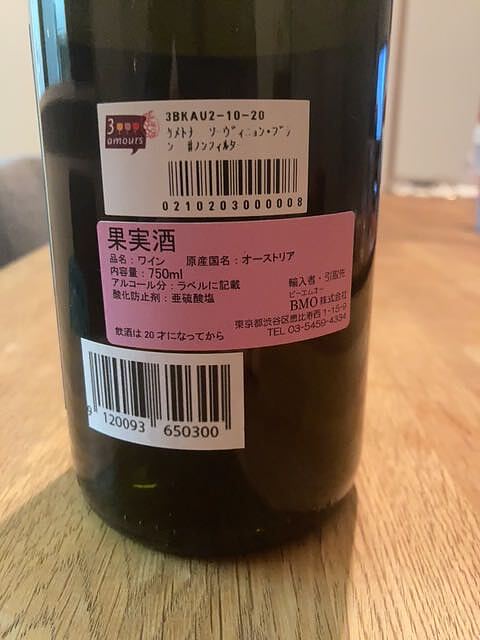 3 amours
3BKAU2-10-20
ｸﾒﾄﾅ ｿｰｳﾞｨﾆｮﾝ･ﾌﾞﾗ
ﾝ #ﾉﾝﾌｨﾙﾀｰ
0210203000008
果実酒
品名：ワイン 原産国名：オーストリア
内容量：750ml
アルコール分：ラベルに記載
酸化防止剤：亜硫酸塩
輸入者・引取先
ビーエムオー
BMO株式会社
東京都渋谷区恵比寿西 1-15-9
TEL 03-5459-4334
飲酒は20才になってから
9 120093 650300